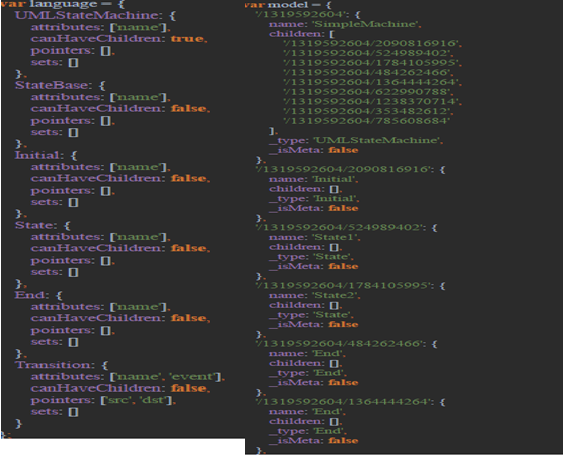 var language = {
UMLStateMachine: {
attributes: ['name'],
canHaveChildren: true,
pointers: [],
sets: []
},
StateBase: {
attributes: ['name'],
canHaveChildren: false,
pointers: [],
sets: []
},
Initial: {
attributes: ['name'],
canHaveChildren: false,
pointers: [],
sets: []
},
State: {
attributes: ['name'],
canHaveChildren: false,
pointers: [],
sets: []
},
End: {
attributes: ['name'],
canHaveChildren: false,
pointers: [],
sets: []
},
Transition: {
attributes: ['name', 'event'],
canHaveChildren: false,
pointers: ['src', 'dst'],
sets: []
}
};
var model = {
'/1319592604': {
name: 'SimpleMachine',
children: [
'/1319592604/2090816916',
'/1319592604/524989402',
'/1319592604/1784105995',
'/1319592604/484262466',
'/1319592604/1364444264',
'/1319592604/622990788',
'/1319592604/1238370714',
'/1319592604/353482612',
'/1319592604/785608684'
],
_type: 'UMLStateMachine',
_isMeta: false
},
'/1319592604/2090816916': {
name: 'Initial',
children: [],
_type: 'Initial',
_isMeta: false
},
'/1319592604/524989402': {
name: 'State1',
children: [],
_type: 'State',
_isMeta: false
},
'/1319592604/1784105995': {
name: 'State2',
children: [],
_type: 'State',
_isMeta: false
},
'/1319592604/484262466': {
name: 'End',
children: [],
_type: 'End',
_isMeta: false
},
'/1319592604/1364444264': {
name: 'End',
children: [],
_type: 'End',
_isMeta: false
},